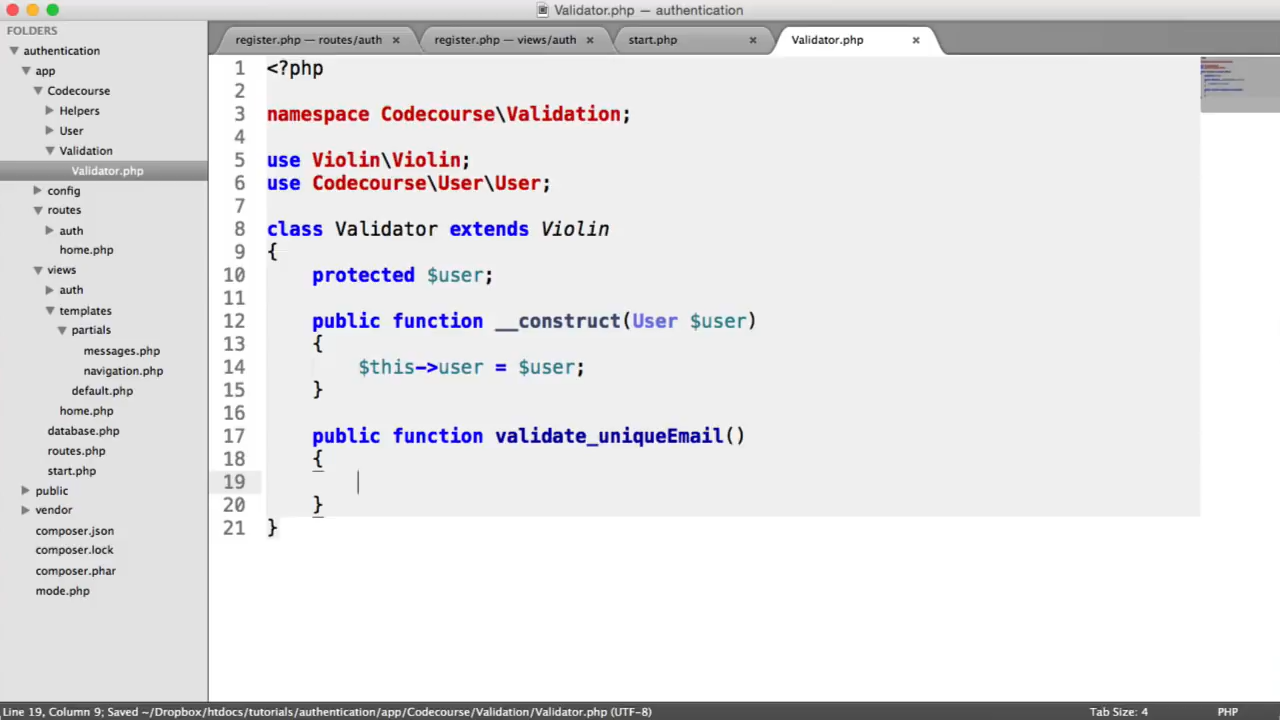 Validator.php — authentication
FOLDERS
authentication
app
Codecourse
Helpers
User
Validation
Validator.php
config
routes
auth
home.php
views
auth
templates
partials
messages.php
navigation.php
default.php
home.php
database.php
routes.php
start.php
public
vendor
composer.json
composer.lock
composer.phar
mode.php
register.php — routes/auth ×
register.php — views/auth ×
start.php ×
Validator.php ×
1 <?php
2
3 namespace Codecourse\Validation;
4
5 use Violin\Violin;
6 use Codecourse\User\User;
7
8 class Validator extends Violin
9 {
10     protected $user;
11
12     public function __construct(User $user)
13     {
14         $this->user = $user;
15     }
16
17     public function validate_uniqueEmail()
18     {
19
20     }
21 }
Line 19, Column 9; Saved ~/Dropbox/htdocs/tutorials/authentication/app/Codecourse/Validation/Validator.php (UTF-8) Tab Size: 4 PHP